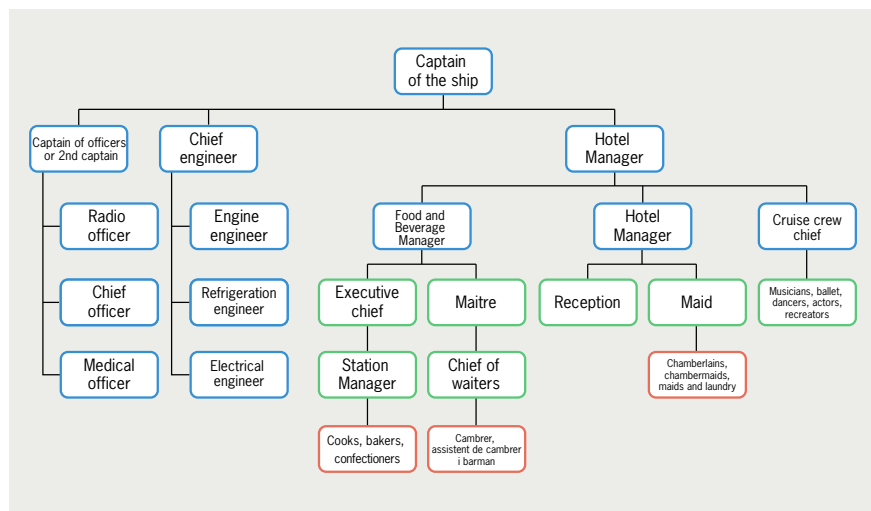 Captain
of the ship
Captain of officers
or 2nd captain
Chief
engineer
Hotel
Manager
Radio
officer
Engine
engineer
Food and
Beverage
Manager
Hotel
Manager
Cruise crew
chief
Chief
officer
Refrigeration
engineer
Executive
chief
Maitre
Reception
Maid
Musicians, ballet,
dancers, actors,
recreators
Medical
officer
Electrical
engineer
Station
Manager
Chief of
waiters
Chamberlains,
chambermaids,
maids and laundry
Cooks, bakers,
confectioners
Cambrer,
assistent de cambrer
i barman